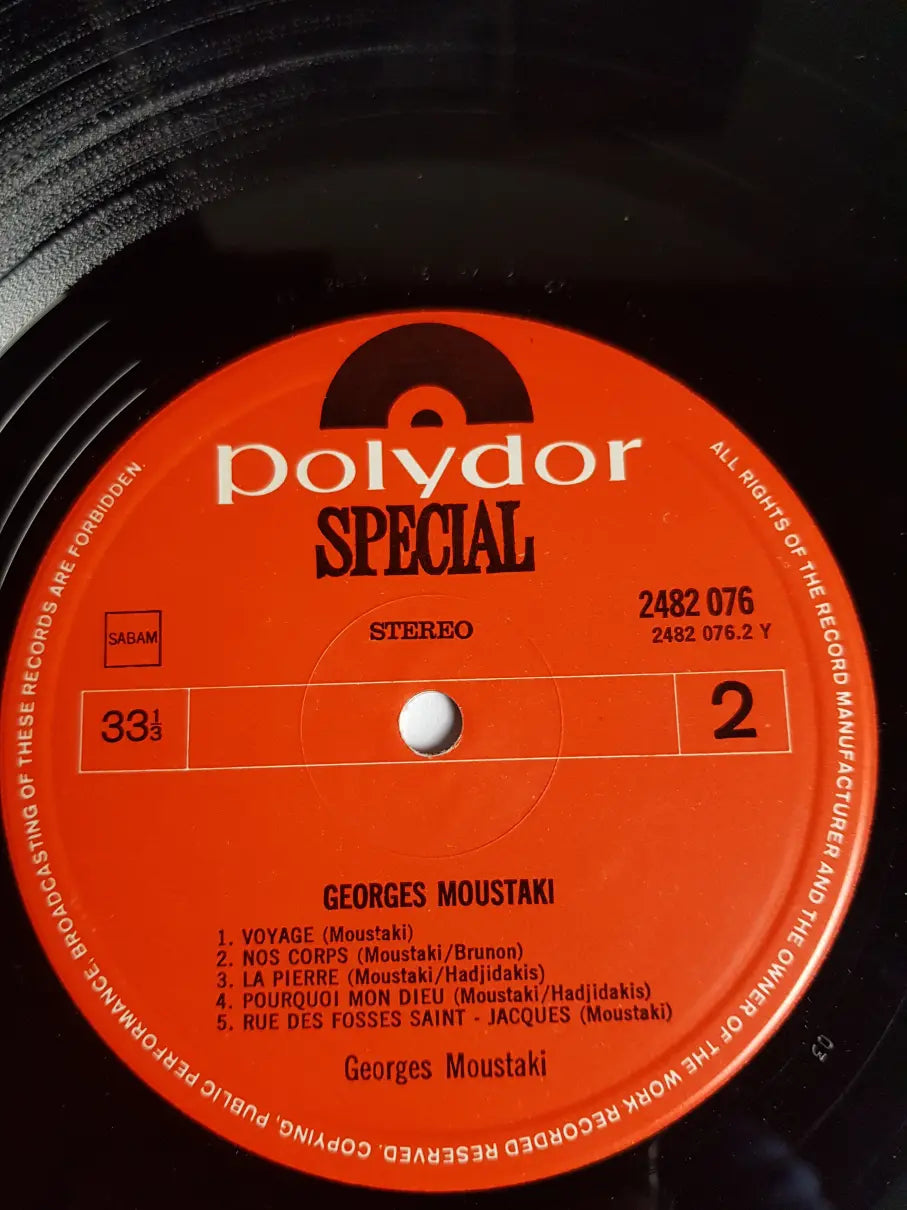 polydor
SPECIAL
STEREO
SABAM
2482 076
2482 076.2 Y
33⅓
2
GEORGES MOUSTAKI
1. VOYAGE (Moustaki)
2. NOS CORPS (Moustaki/Brunon)
3. LA PIERRE (Moustaki/Hadjidakis)
4. POURQUOI MON DIEU (Moustaki/Hadjidakis)
5. RUE DES FOSSES SAINT - JACQUES (Moustaki)
Georges Moustaki
ALL RIGHTS OF THE RECORD MANUFACTURER AND THE OWNER OF THE WORK RECORDED RESERVED. COPYING, PUBLIC PERFORMANCE, BROADCASTING OF THESE RECORDS ARE FORBIDDEN.
03